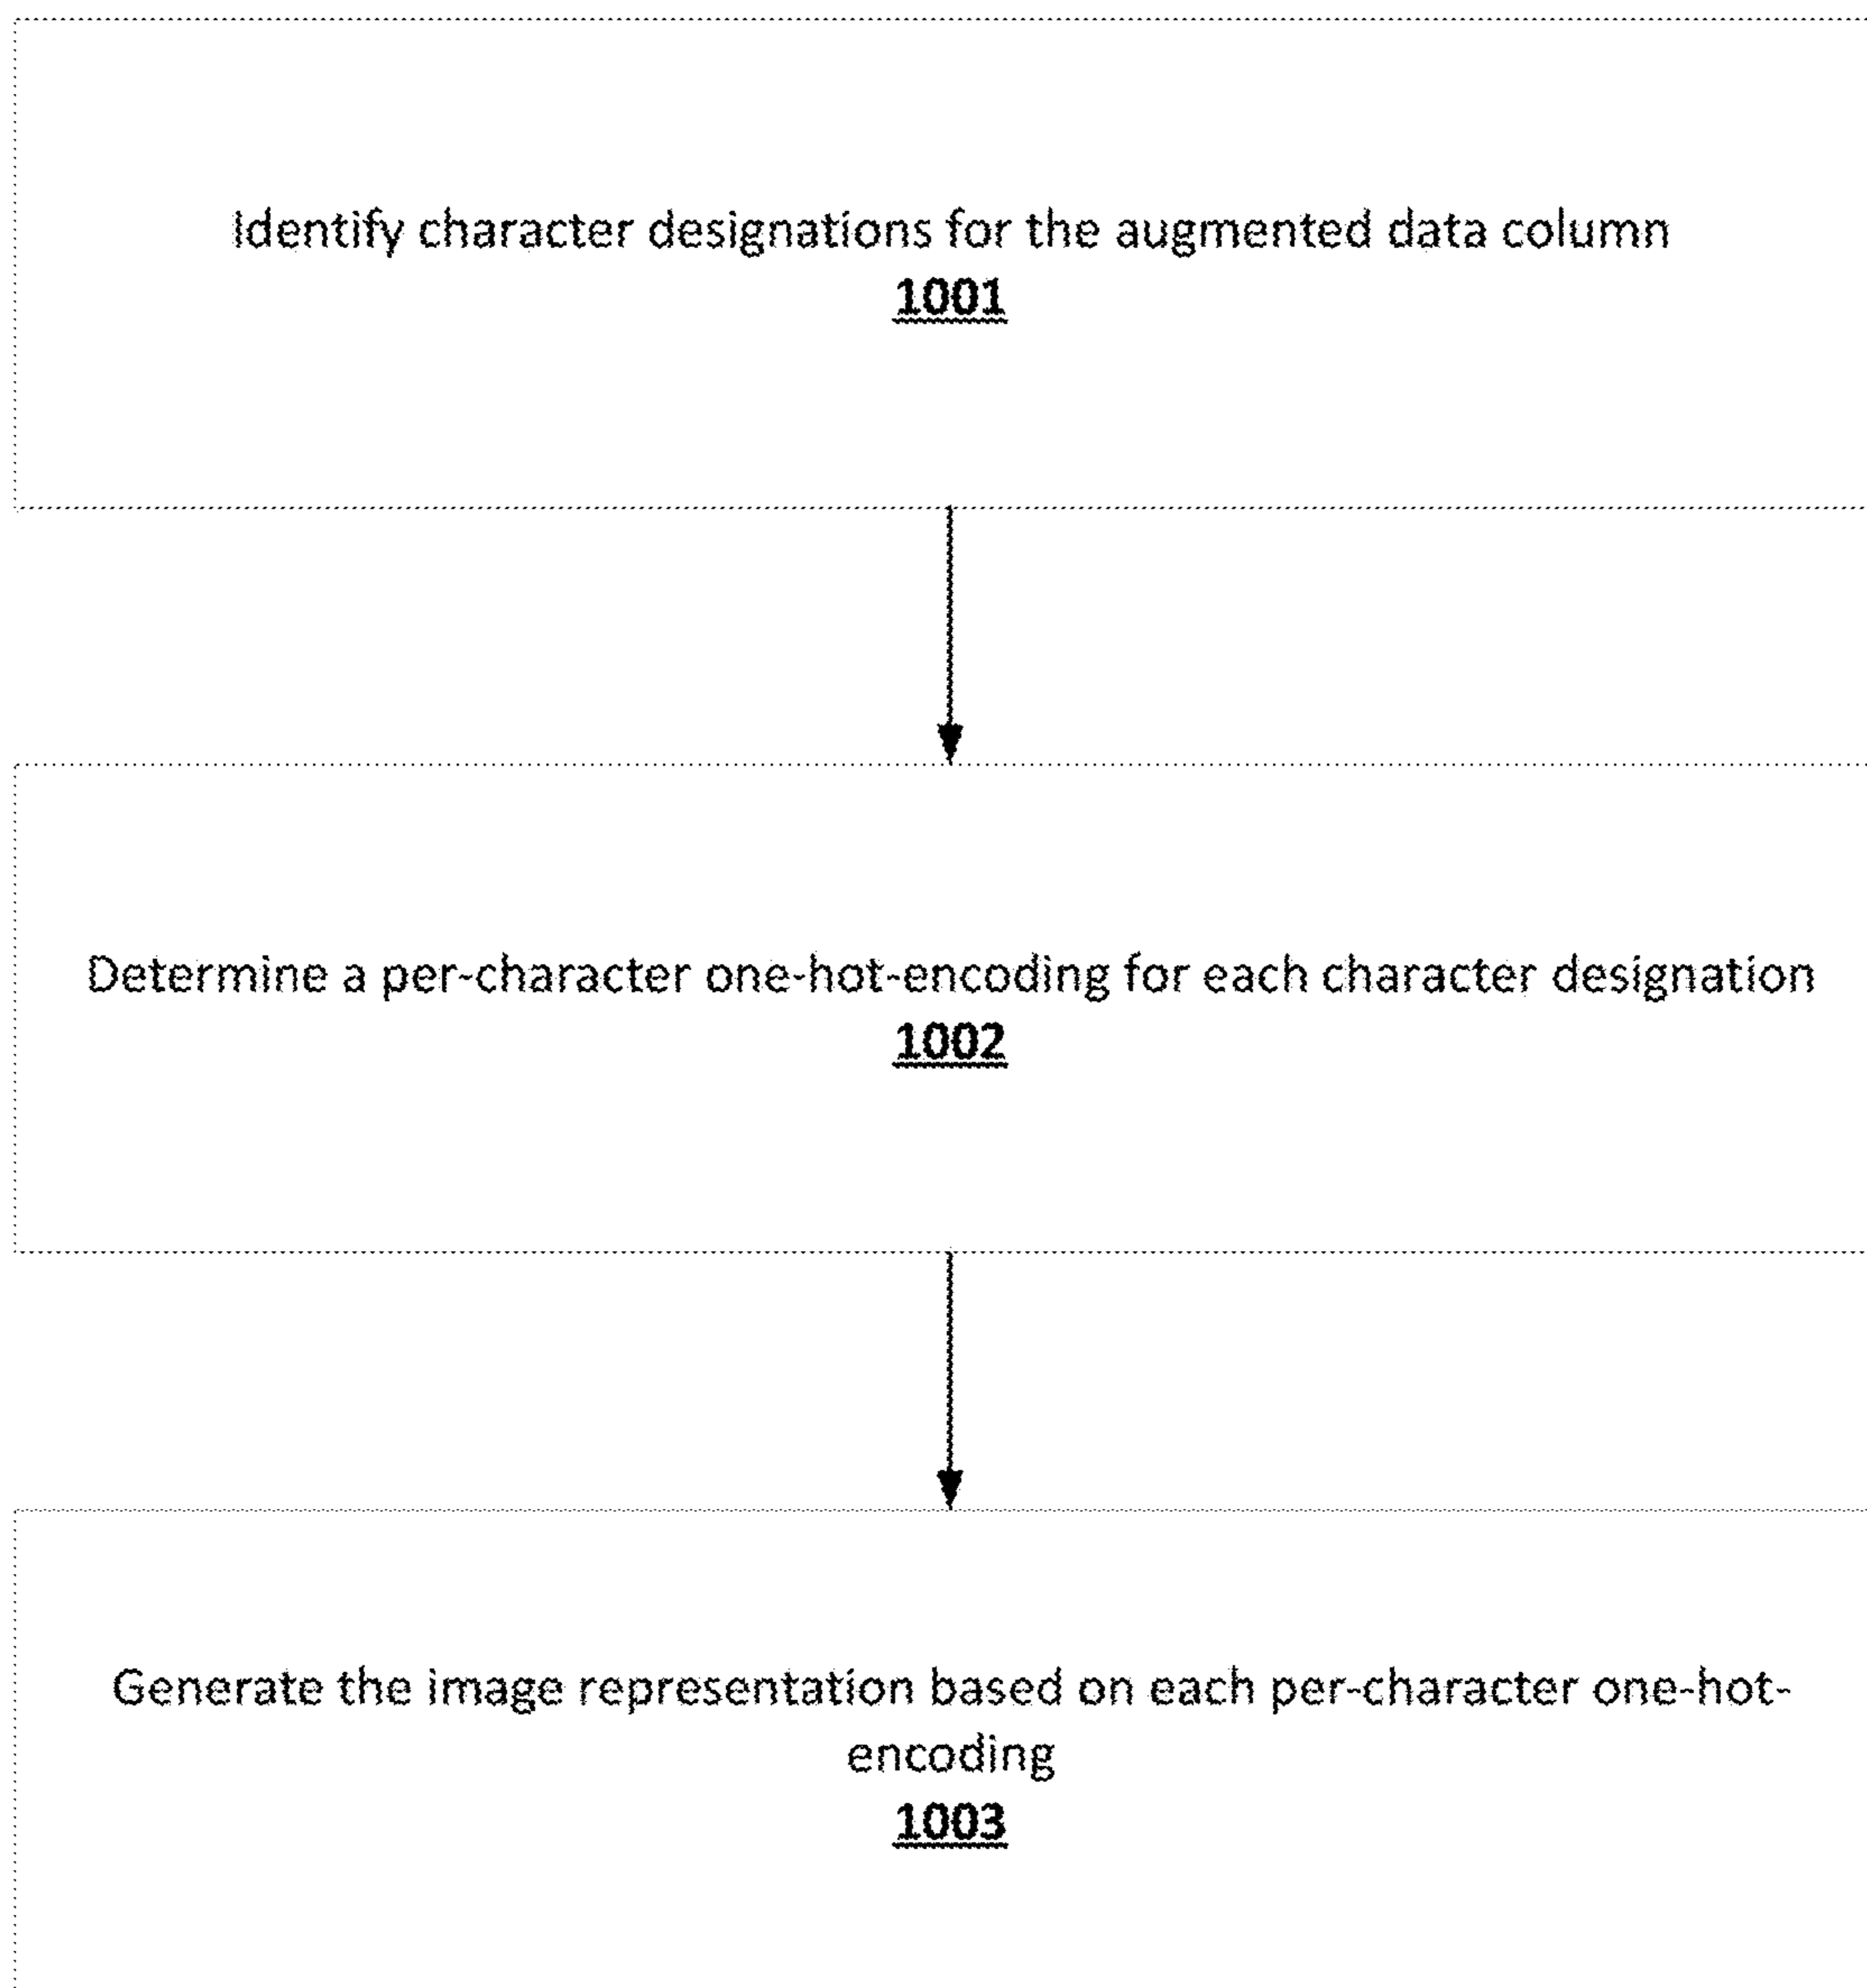 Identify character designations for the augmented data column
1001
Determine a per-character one-hot-encoding for each character designation
1002
Generate the image representation based on each per-character one-hot-
encoding
1003